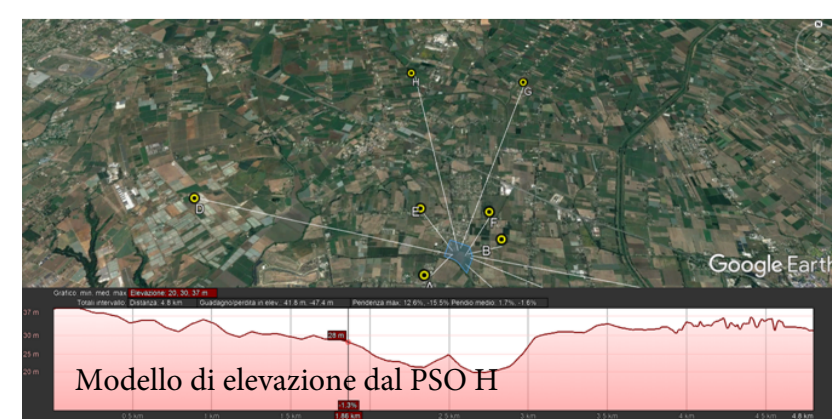 H
G
D
E
F
B
A
Google Earth
Grafico: min, med, max Elevazione: 20, 30, 37 m
Totali intervallo: Distanza: 4.8 km Guadagno/perdita in elev.: 41.8 m, -47.4 m Pendenza max: 12.6%, -15.5% Pendio medio: 1.7%, -1.6%
37 m
30 m
25 m
20 m
28 m
Modello di elevazione dal PSO H
-1.3%
0.5 km 1 km 1.5 km 1.86 km 2.5 km 3 km 3.5 km 4 km 4.5 km 4.8 km